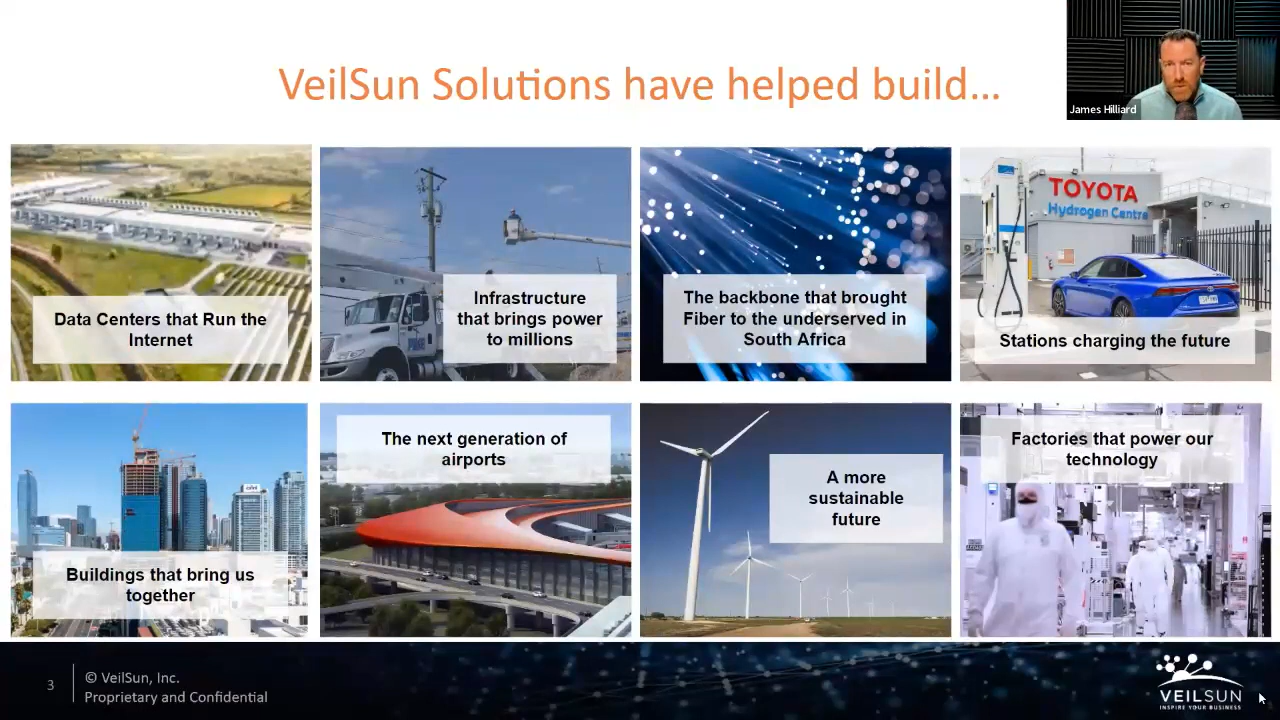 VeilSun Solutions have helped build...
James Hilliard
TOYOTA
Hydrogen Centre
Data Centers that Run the
Internet
Infrastructure
that brings power
to millions
The backbone that brought
Fiber to the underserved in
South Africa
Stations charging the future
Buildings that bring us
together
The next generation of
airports
A more
sustainable
future
Factories that power our
technology
3
© VeilSun, Inc.
Proprietary and Confidential
VEILSUN
INSPIRE YOUR BUSINESS